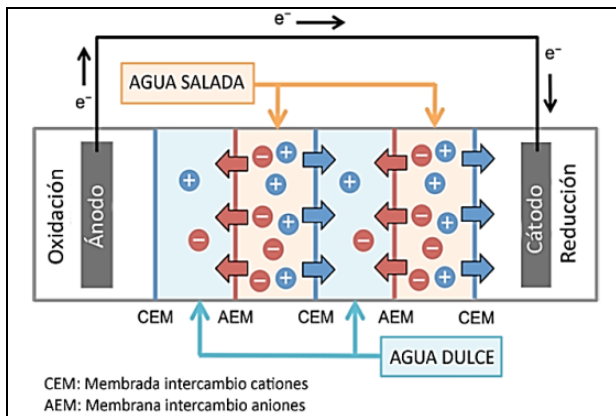 e⁻
e⁻
e⁻
AGUA SALADA
Oxidación
Ánodo
Cátodo
Reducción
CEM
AEM
CEM
AEM
CEM
AGUA DULCE
CEM: Membrada intercambio cationes
AEM: Membrana intercambio aniones